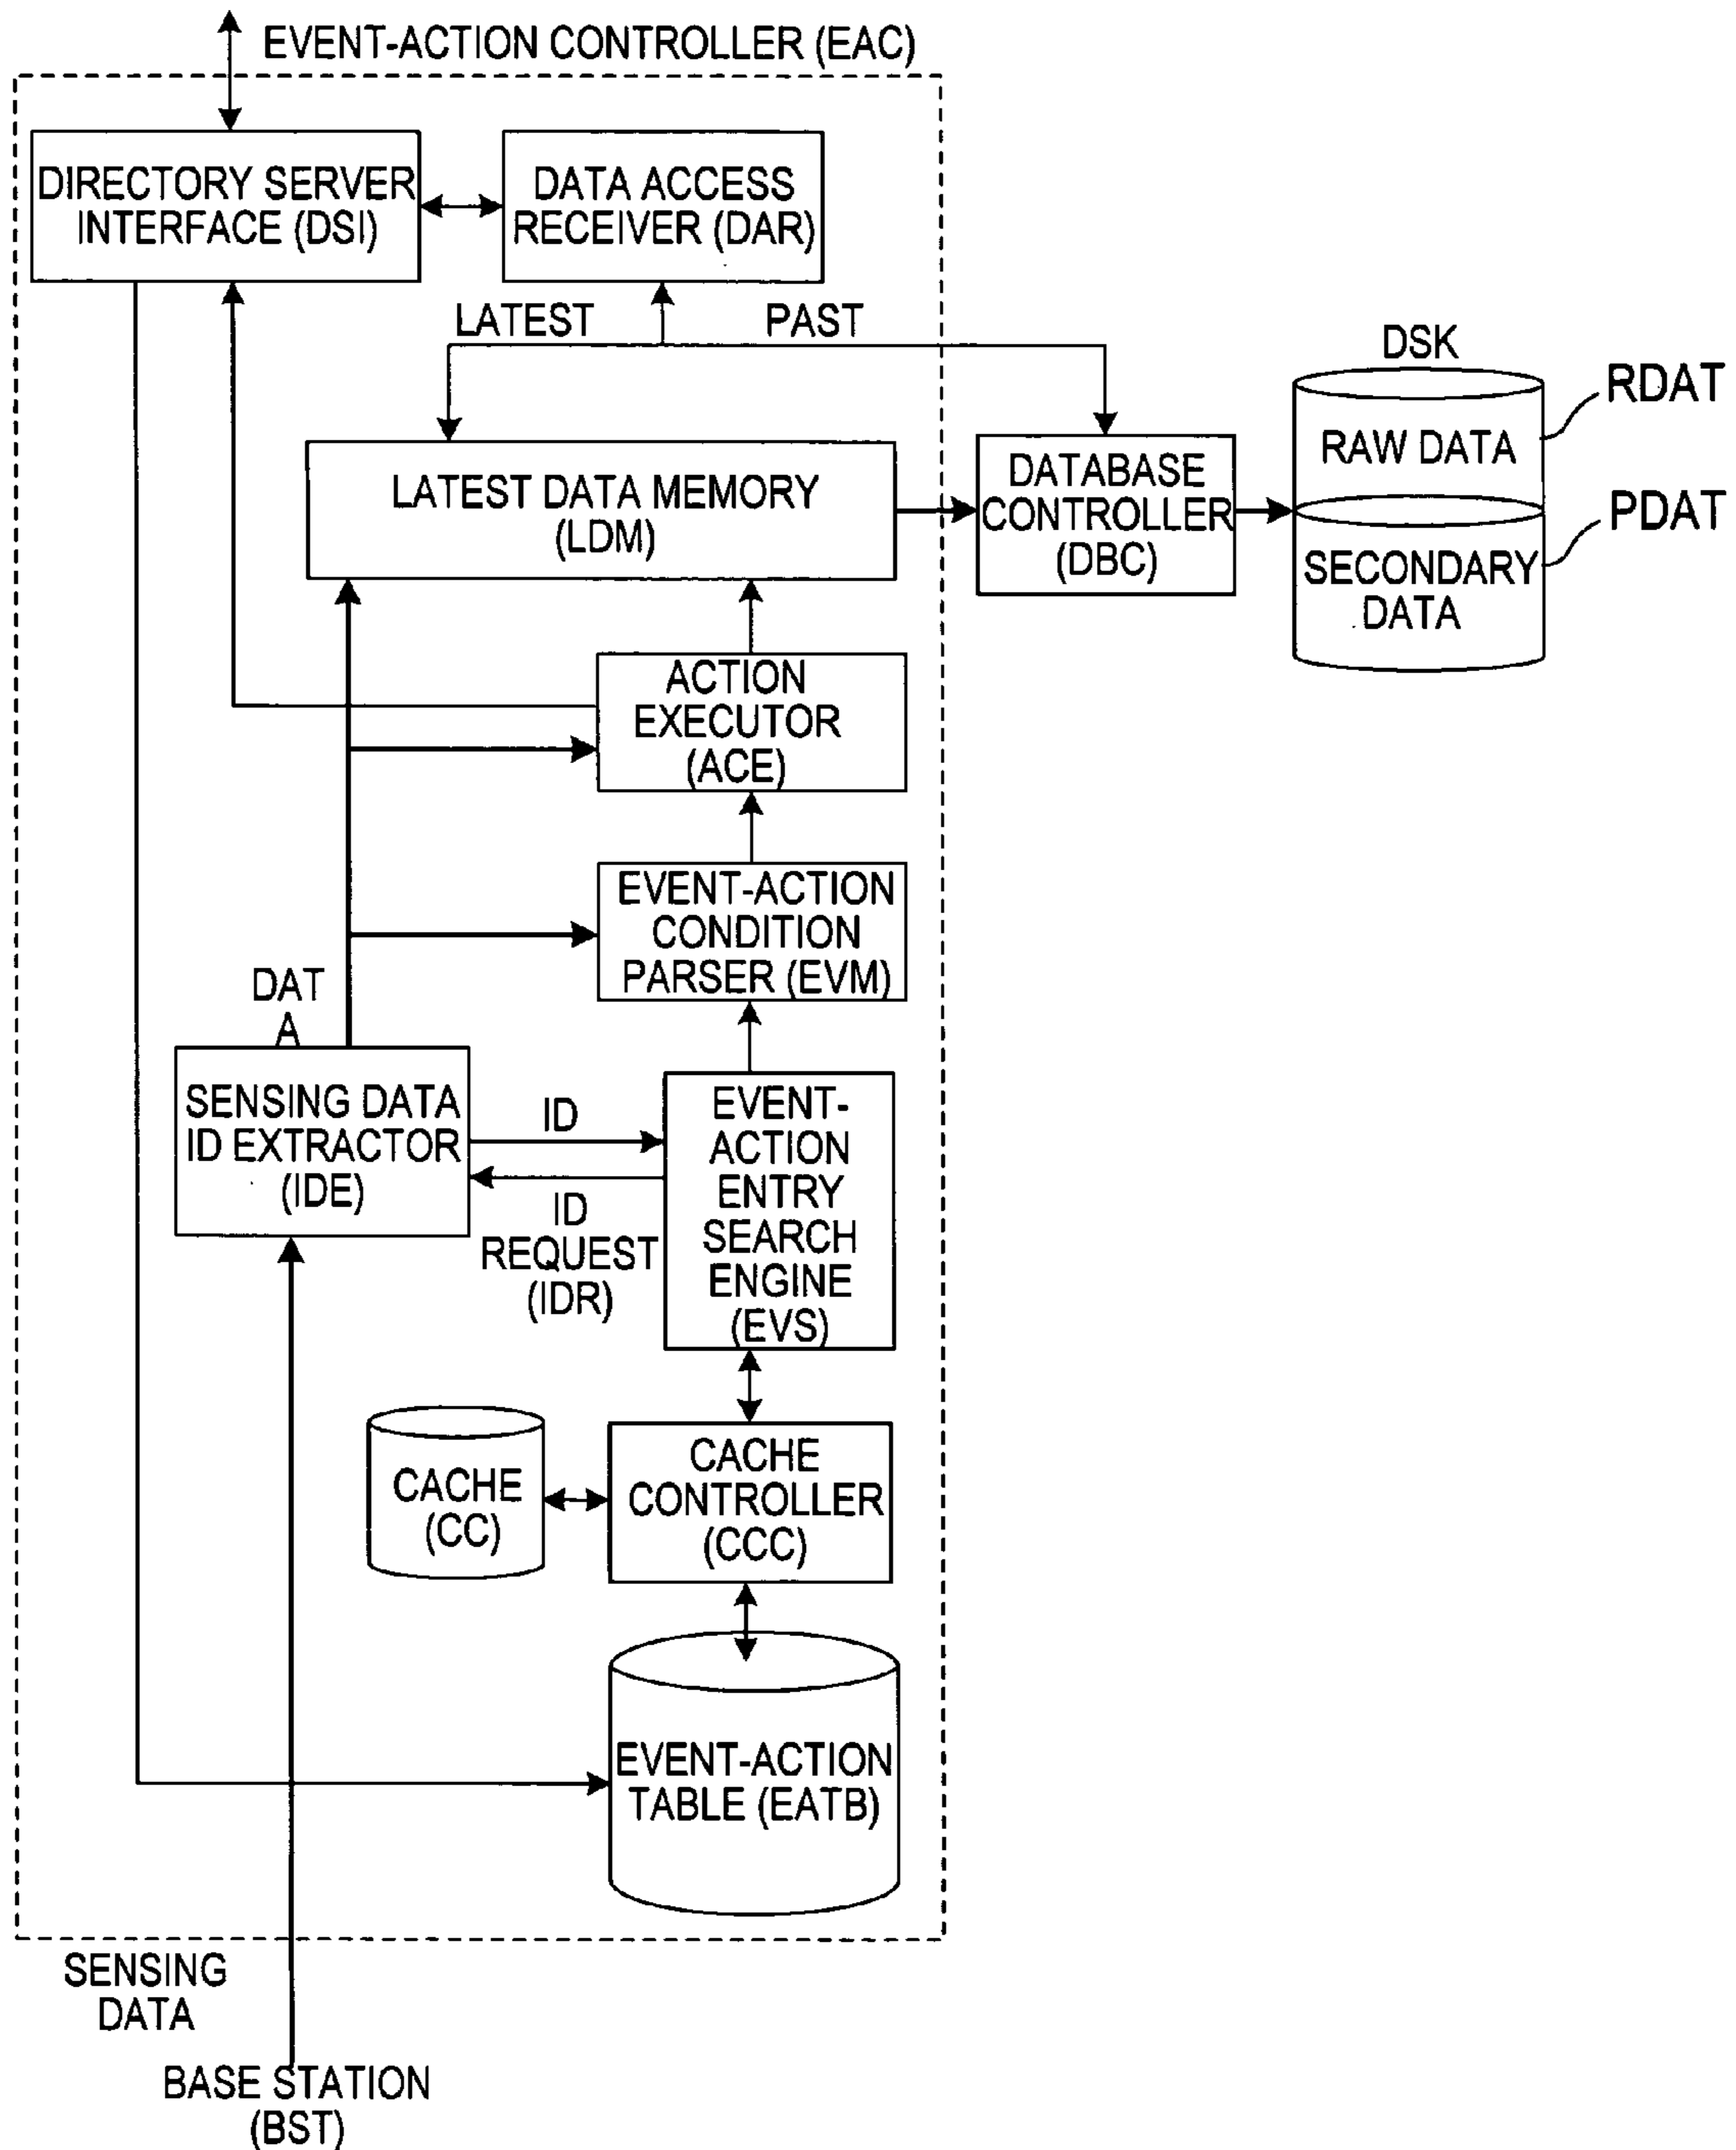 EVENT-ACTION CONTROLLER (EAC)
DIRECTORY SERVER
INTERFACE (DSI)
DATA ACCESS
RECEIVER (DAR)
LATEST
PAST
DSK
RDAT
RAW DATA
LATEST DATA MEMORY
(LDM)
DATABASE
CONTROLLER
(DBC)
PDAT
SECONDARY
DATA
ACTION
EXECUTOR
(ACE)
EVENT-ACTION
CONDITION
PARSER (EVM)
DAT
A
SENSING DATA
ID EXTRACTOR
(IDE)
ID
ID
REQUEST
(IDR)
EVENT-
ACTION
ENTRY
SEARCH
ENGINE
(EVS)
CACHE
(CC)
CACHE
CONTROLLER
(CCC)
EVENT-ACTION
TABLE (EATB)
SENSING
DATA
BASE STATION
(BST)